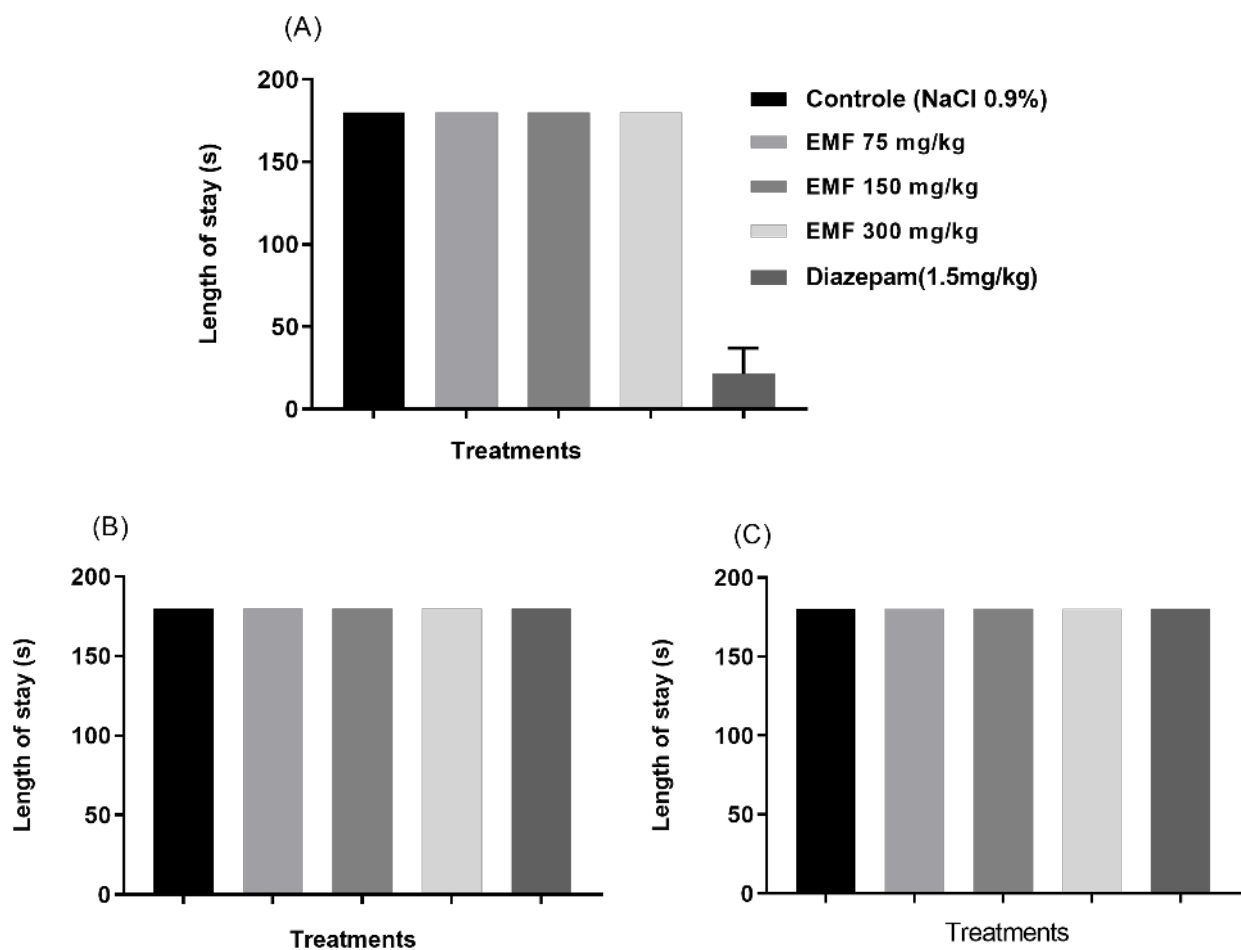 (A)
200
150
100
50
0
Length of stay (s)
Treatments
Controle (NaCl 0.9%)
EMF 75 mg/kg
EMF 150 mg/kg
EMF 300 mg/kg
Diazepam(1.5mg/kg)
(B)
200
150
100
50
0
Length of stay (s)
Treatments
(C)
200
150
100
50
0
Length of stay (s)
Treatments